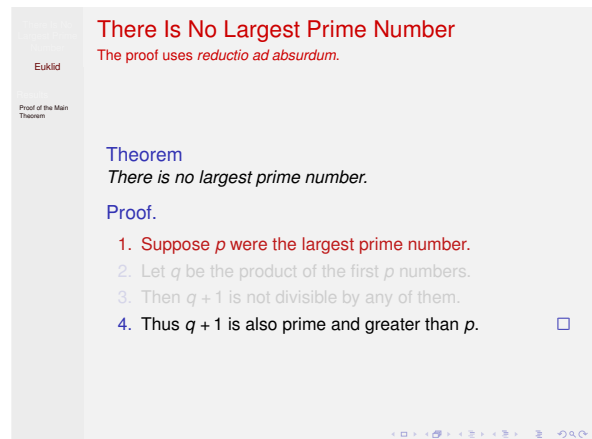 There Is No Largest Prime Number
The proof uses reductio ad absurdum.
Euklid
Proof of the Main
Theorem
Theorem
There is no largest prime number.
Proof.
1. Suppose p were the largest prime number.
2. Let q be the product of the first p numbers.
3. Then q + 1 is not divisible by any of them.
4. Thus q + 1 is also prime and greater than p.